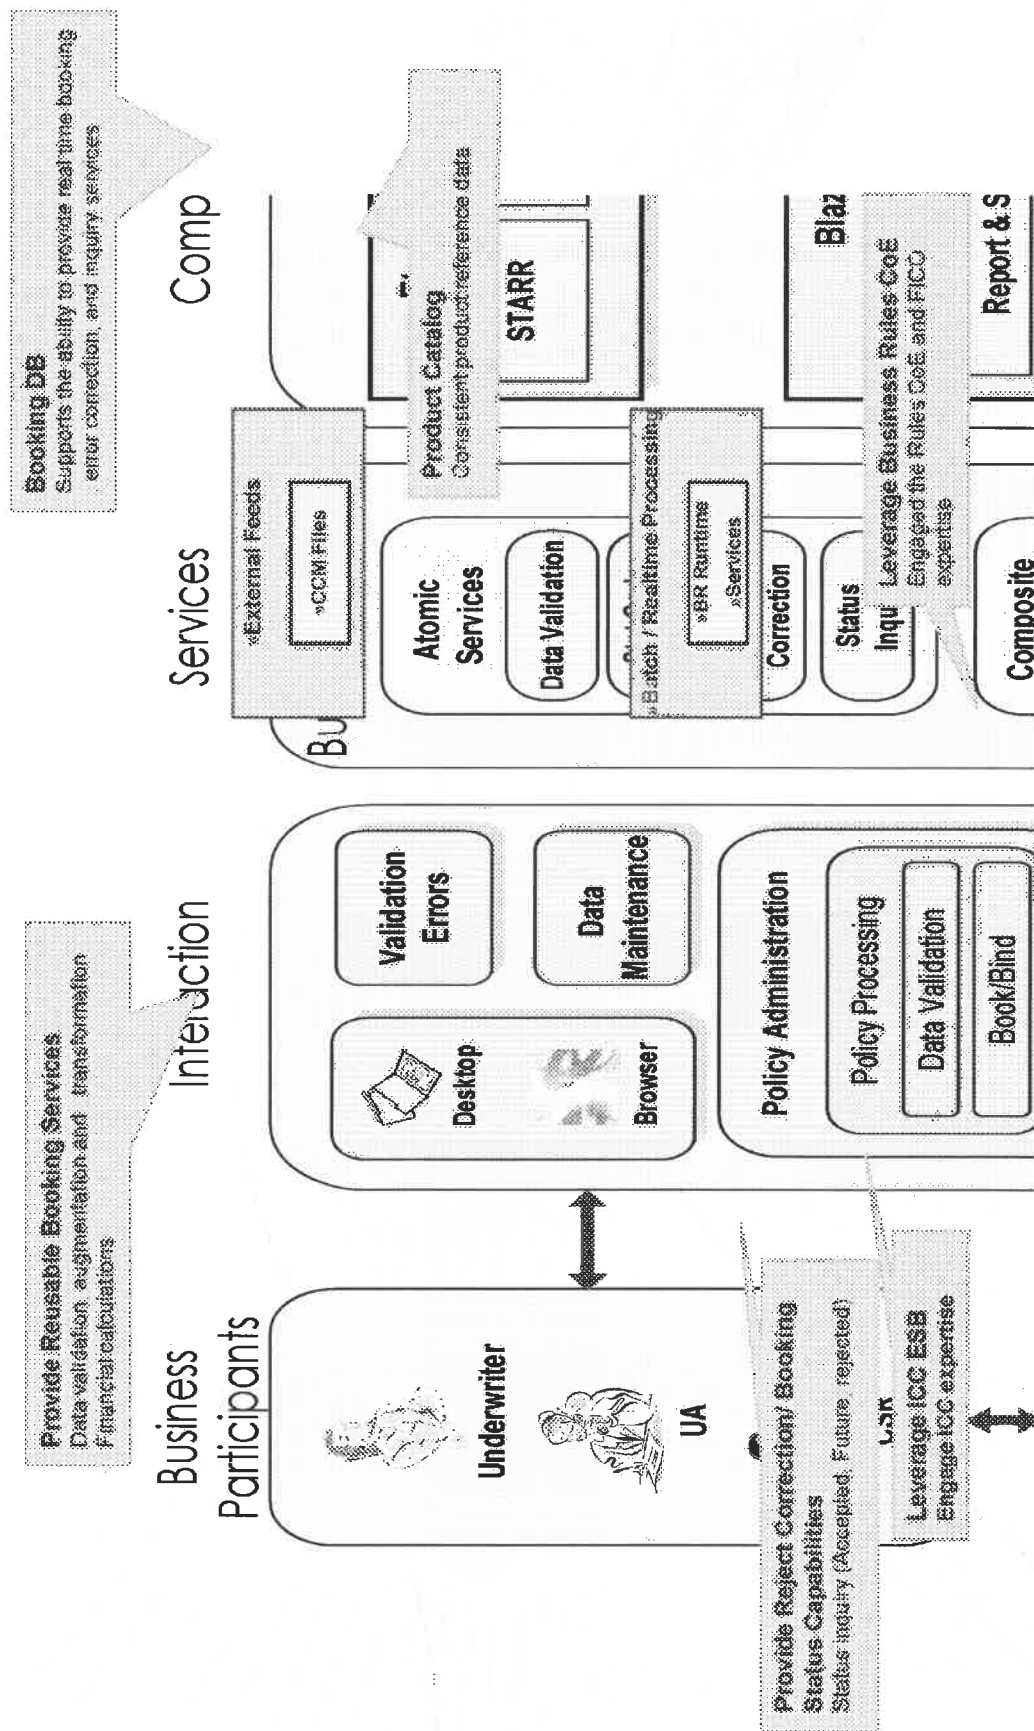 Provide Reusable Booking Services
Data validation, augmentation and transformation
Financial calculations
Booking DB
Supports the ability to provide real time booking
error correction, and inquiry services
Business
Participants
Interaction
Services
Comp
Underwriter
UA
CSR
Desktop
Browser
Validation
Errors
Data
Maintenance
Policy Administration
Policy Processing
Data Validation
Book/Bind
Bu
»External Feeds
»CCM Files
Atomic
Services
Data Validation
»Batch / Realtime Processing
»BR Runtime
»Services
Correction
Status
Inqu
Composite
Product Catalog
Consistent product reference data
STARR
Blaz
Report & S
Leverage Business Rules CoE
Engaged the Rules CoE and FICO
expertise
Provide Reject Correction/ Booking
Status Capabilities
Status inquiry (Accepted, Future, rejected)
Leverage ICC ESB
Engage ICC expertise